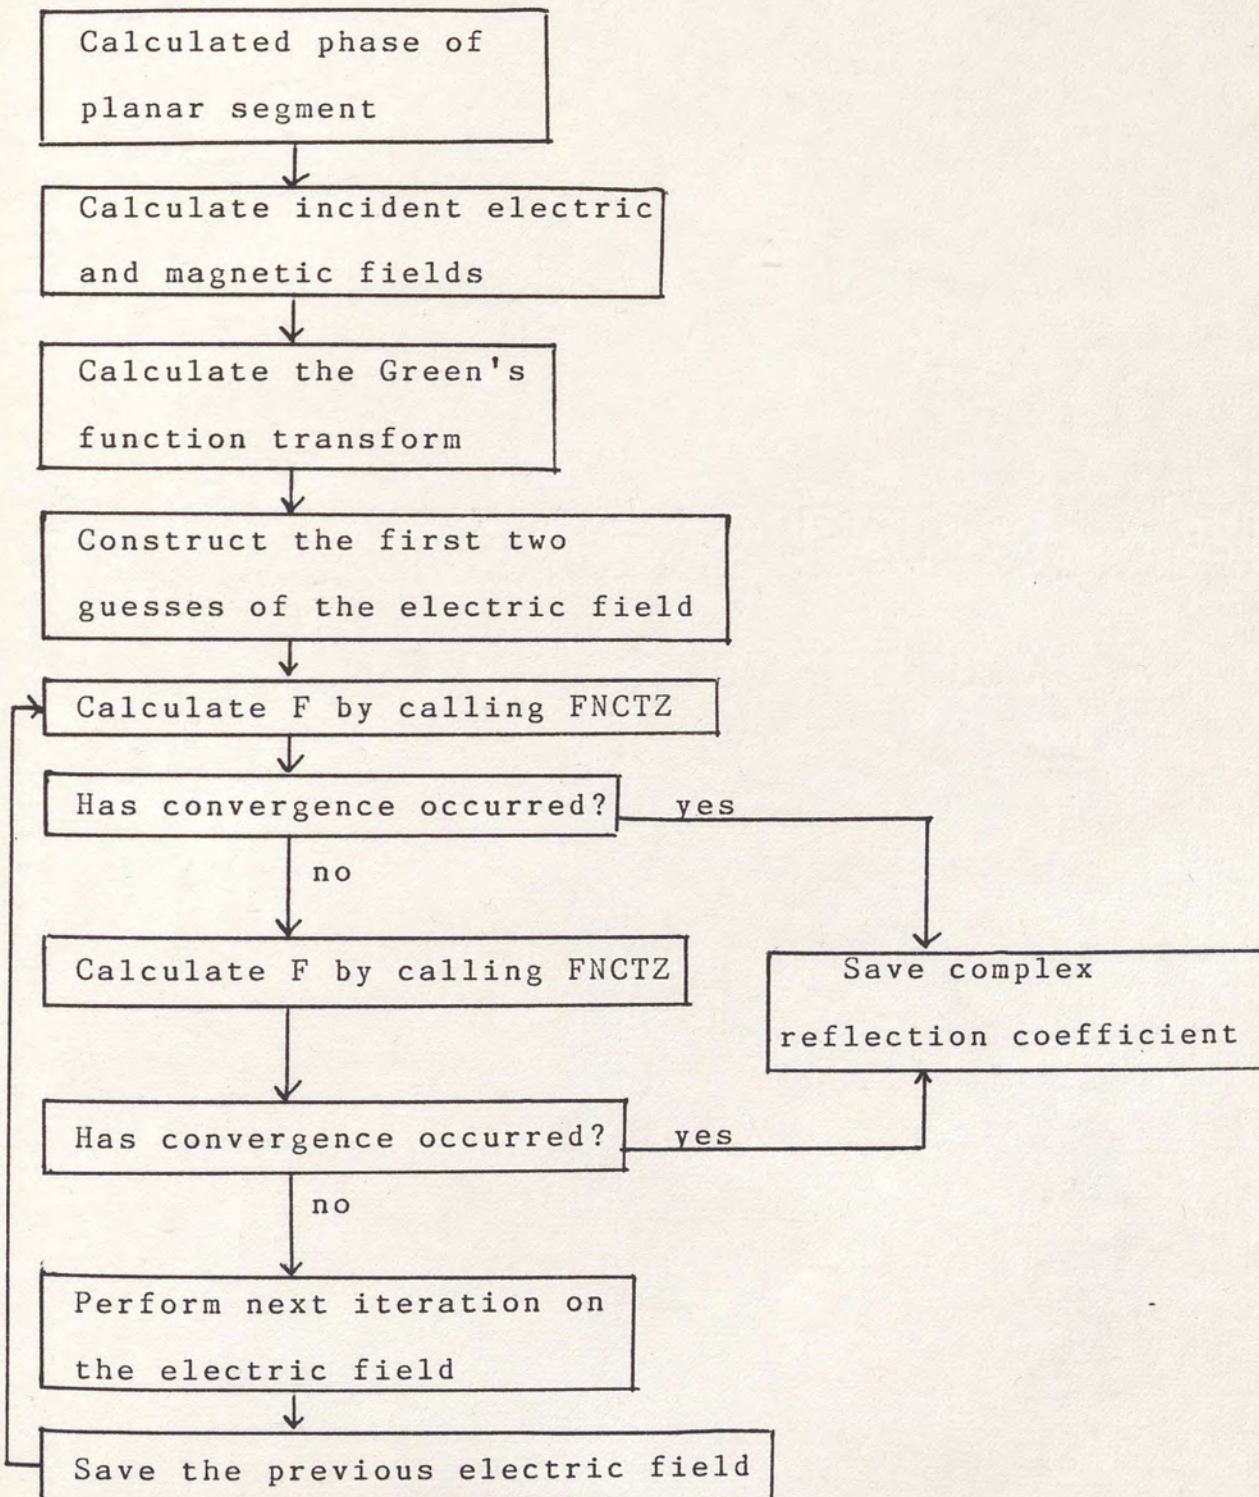 Calculated phase of
planar segment
Calculate incident electric
and magnetic fields
Calculate the Green's
function transform
Construct the first two
guesses of the electric field
Calculate F by calling FNCTZ
Has convergence occurred?
yes
no
Calculate F by calling FNCTZ
Save complex
reflection coefficient
Has convergence occurred?
yes
no
Perform next iteration on
the electric field
Save the previous electric field